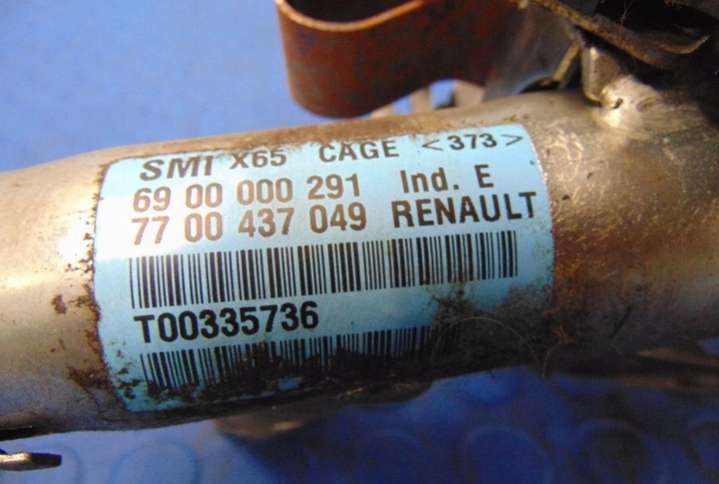 SMI X65 CAGE <373>
69 00 000 291 Ind. E
77 00 437 049 RENAULT
T00335736